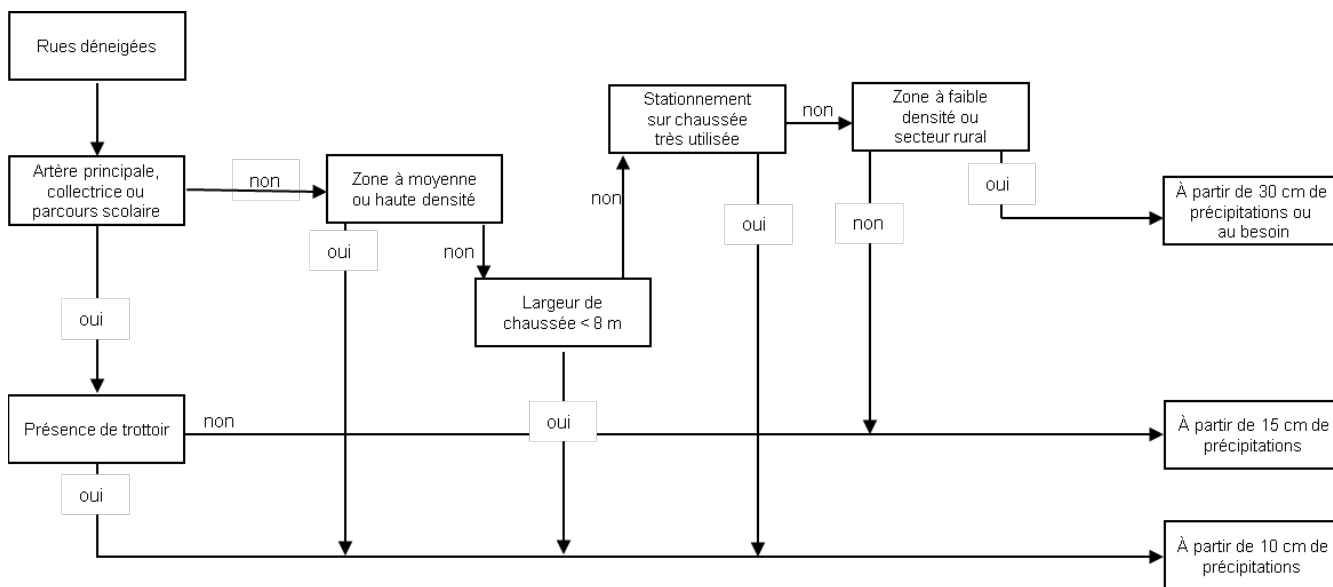 Rues déneigées
Artère principale,
collectrice ou
parcours scolaire
non
Zone à moyenne
ou haute densité
oui
non
Largeur de
chaussée < 8 m
non
Stationnement
sur chaussée
très utilisée
non
Zone à faible
densité ou
secteur rural
oui
À partir de 30 cm de
précipitations ou
au besoin
oui
non
oui
oui
Présence de trottoir
non
À partir de 15 cm de
précipitations
oui
À partir de 10 cm de
précipitations